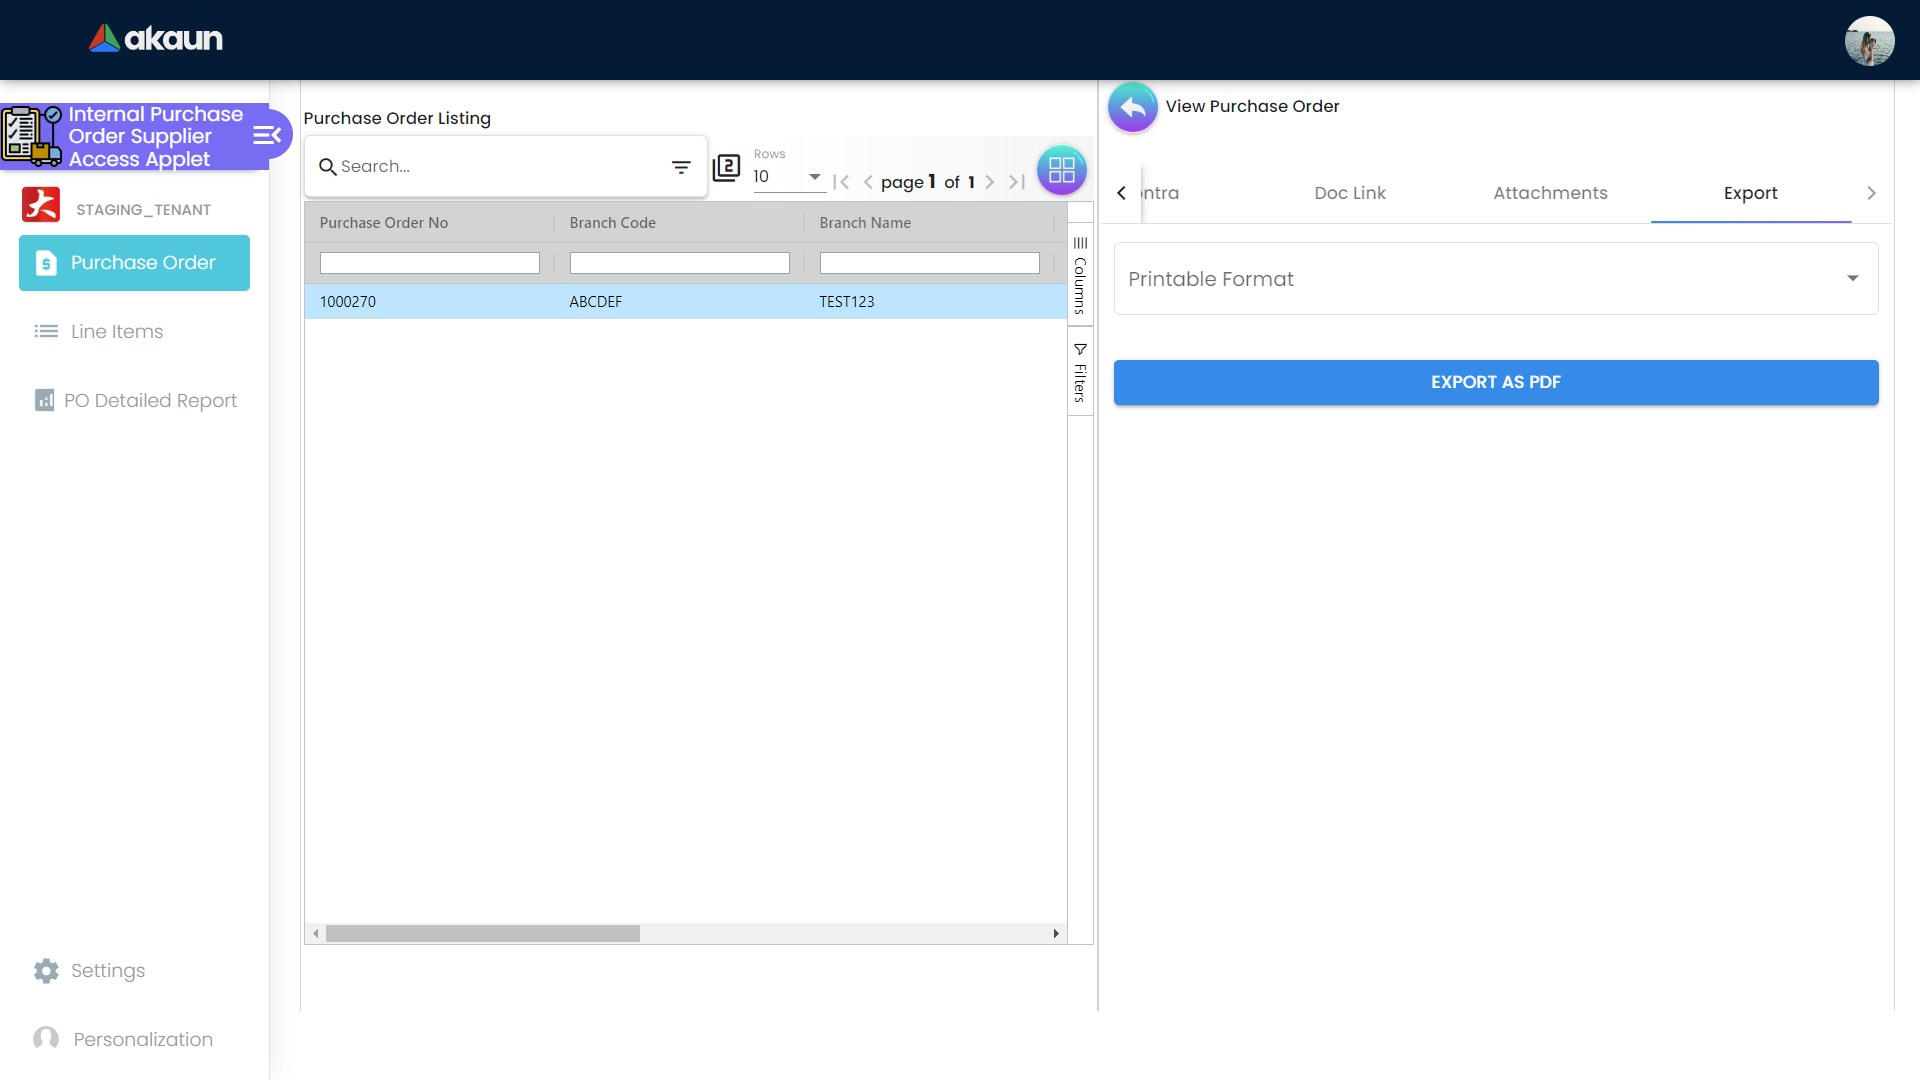 akaun
Internal Purchase
Order Supplier
Access Applet
STAGING_TENANT
Purchase Order
Line Items
PO Detailed Report
Settings
Personalization
Purchase Order Listing
Search...
2
Rows
10
page 1 of 1
Purchase Order No
Branch Code
Branch Name
1000270
ABCDEF
TEST123
Columns
Filters
View Purchase Order
ntra
Doc Link
Attachments
Export
Printable Format
EXPORT AS PDF